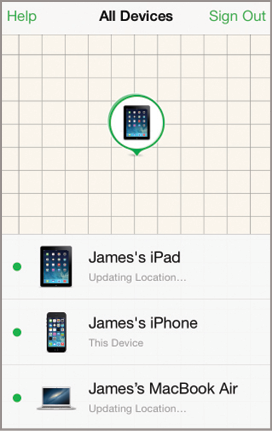 Help All Devices Sign Out
James's iPad
Updating Location...
James's iPhone
This Device
James’s MacBook Air
Updating Location...